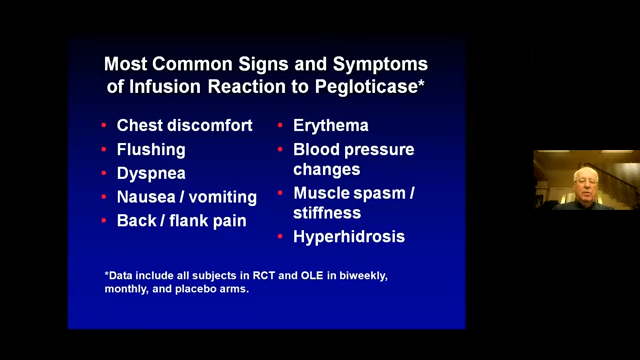 Most Common Signs and Symptoms
of Infusion Reaction to Pegloticase*
• Chest discomfort
• Flushing
• Dyspnea
• Nausea / vomiting
• Back / flank pain
• Erythema
• Blood pressure
changes
• Muscle spasm /
stiffness
• Hyperhidrosis
*Data include all subjects in RCT and OLE in biweekly,
monthly, and placebo arms.